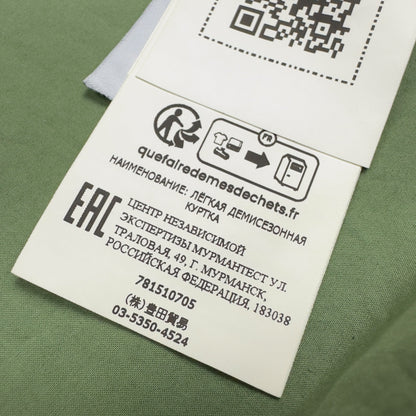 FR
quefairedemesdechets.fr
НАИМЕНОВАНИЕ: ЛЁГКАЯ ДЕМИСЕЗОННАЯ
КУРТКА
EAC
ЦЕНТР НЕЗАВИСИМОЙ
ЭКСПЕРТИЗЫ МУРМАНТЕСТ УЛ.
ТРАЛОВАЯ, 49, Г. МУРМАНСК,
РОССИЙСКАЯ ФЕДЕРАЦИЯ, 183038
781510705
(株)豊田貿易
03-5350-4524